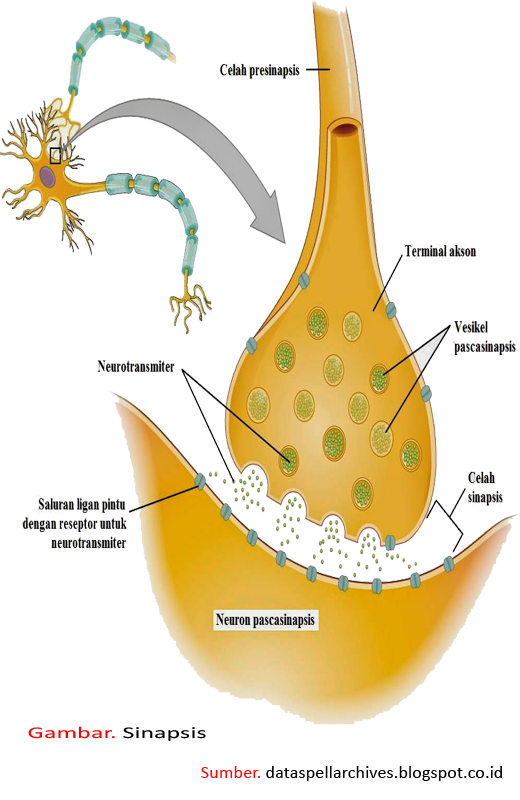 Celah presinapsis
Terminal akson
Vesikel
pascasinapsis
Neurotransmiter
Celah
sinapsis
Saluran ligan pintu
dengan reseptor untuk
neurotransmiter
Neuron pascasinapsis
Gambar. Sinapsis
Sumber. dataspellarchives.blogspot.co.id